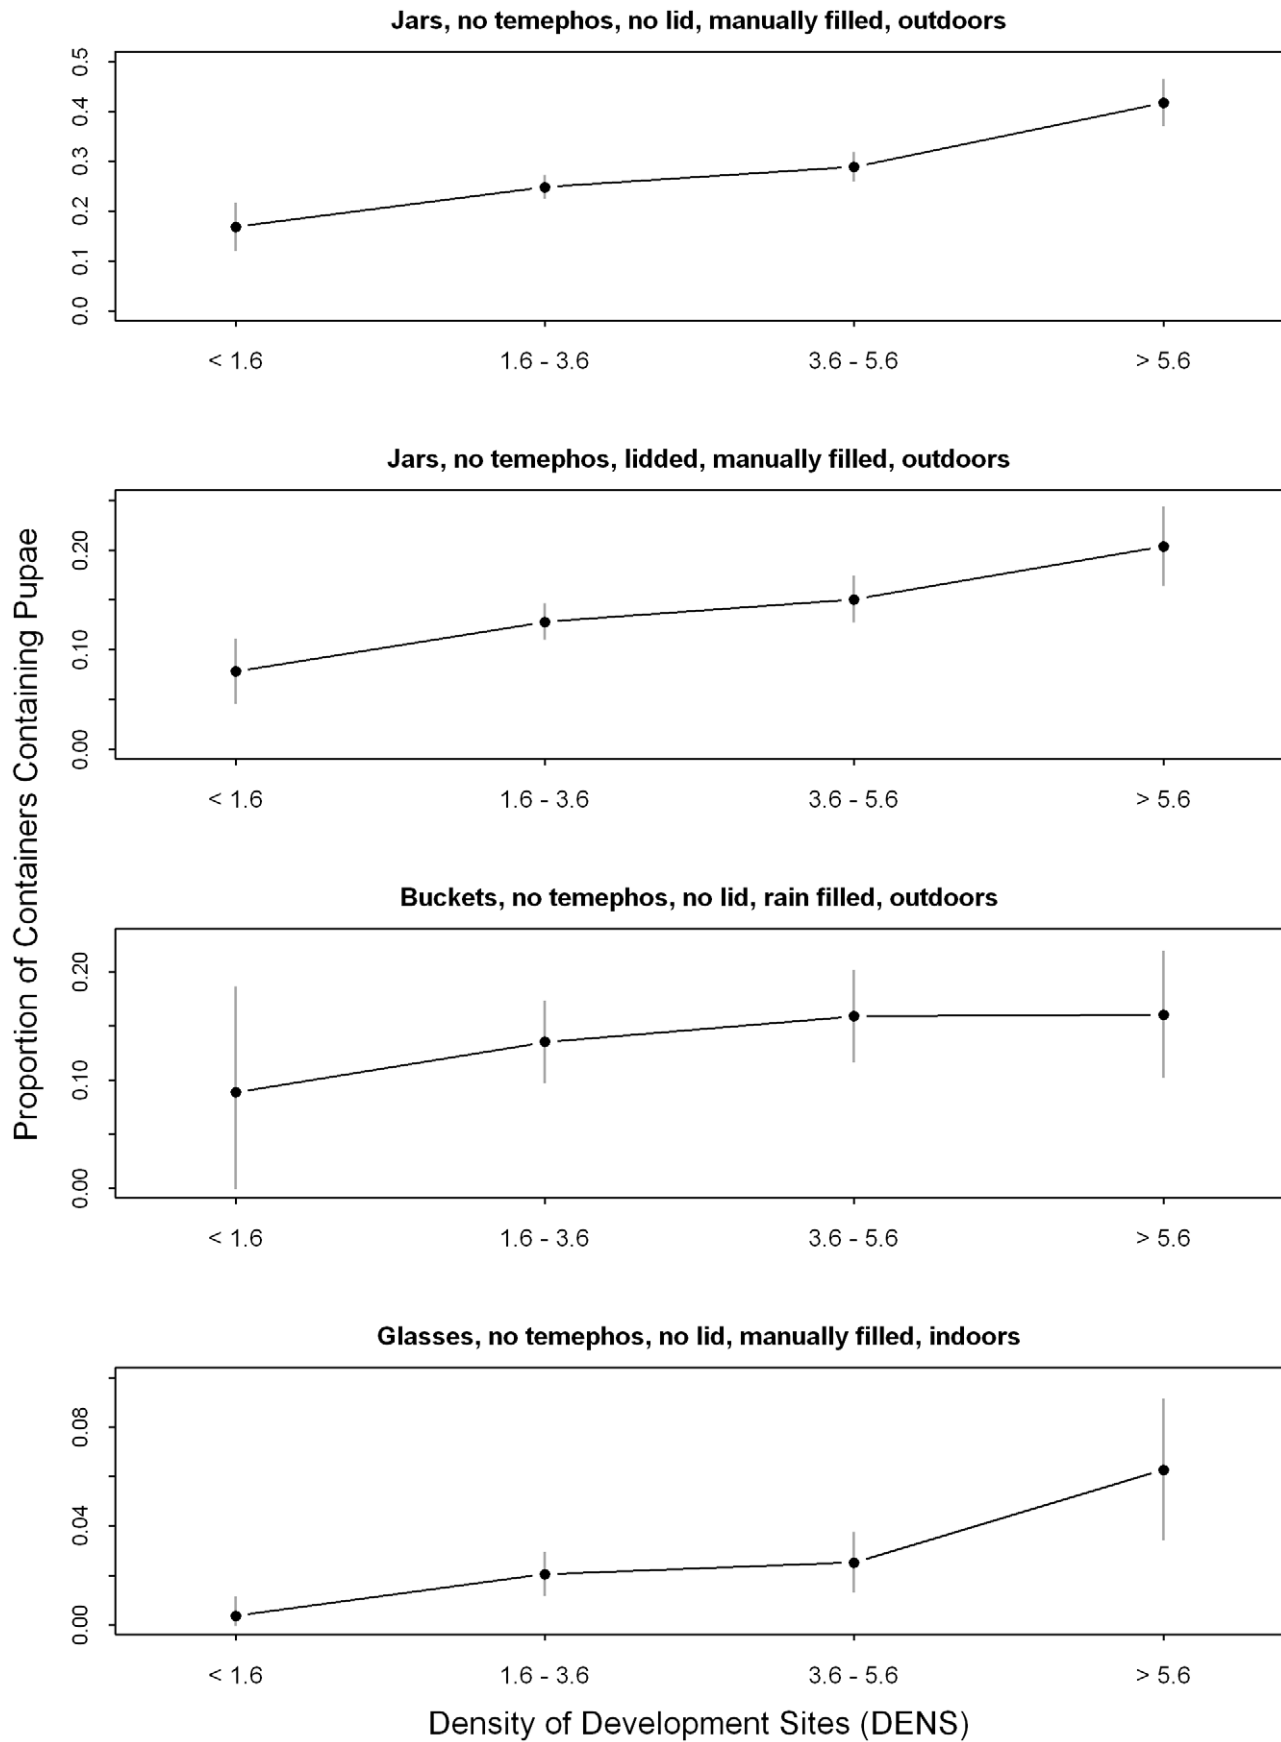 Jars, no temephos, no lid, manually filled, outdoors
0.5
0.4
0.3
0.2
0.1
0.0
< 1.6
1.6 - 3.6
3.6 - 5.6
> 5.6
Jars, no temephos, lidded, manually filled, outdoors
0.20
0.10
0.00
< 1.6
1.6 - 3.6
3.6 - 5.6
> 5.6
Proportion of Containers Containing Pupae
Buckets, no temephos, no lid, rain filled, outdoors
0.20
0.10
0.00
< 1.6
1.6 - 3.6
3.6 - 5.6
> 5.6
Glasses, no temephos, no lid, manually filled, indoors
0.08
0.04
0.00
< 1.6
1.6 - 3.6
3.6 - 5.6
> 5.6
Density of Development Sites (DENS)